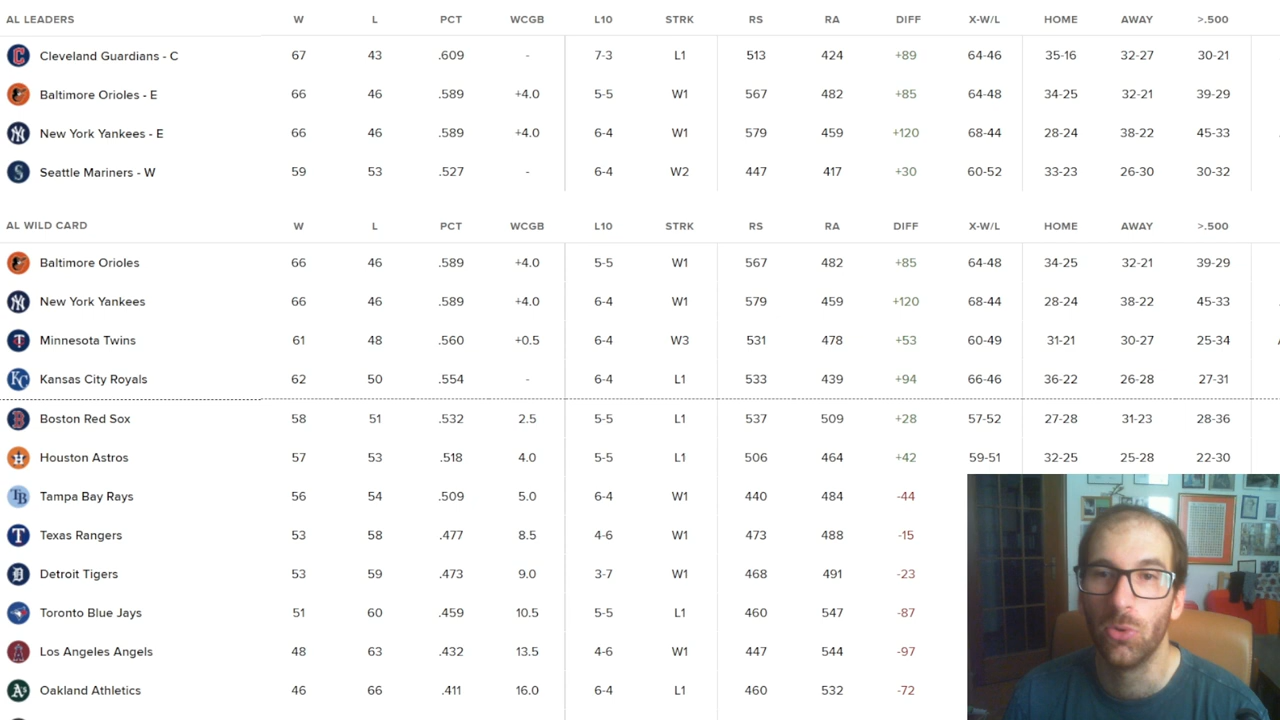 AL LEADERS W L PCT WCGB L10 STRK RS RA DIFF X-W/L HOME AWAY >.500
Cleveland Guardians - C 67 43 .609 - 7-3 L1 513 424 +89 64-46 35-16 32-27 30-21
Baltimore Orioles - E 66 46 .589 +4.0 5-5 W1 567 482 +85 64-48 34-25 32-21 39-29
New York Yankees - E 66 46 .589 +4.0 6-4 W1 579 459 +120 68-44 28-24 38-22 45-33
Seattle Mariners - W 59 53 .527 - 6-4 W2 447 417 +30 60-52 33-23 26-30 30-32
AL WILD CARD W L PCT WCGB L10 STRK RS RA DIFF X-W/L HOME AWAY >.500
Baltimore Orioles 66 46 .589 +4.0 5-5 W1 567 482 +85 64-48 34-25 32-21 39-29
New York Yankees 66 46 .589 +4.0 6-4 W1 579 459 +120 68-44 28-24 38-22 45-33
Minnesota Twins 61 48 .560 +0.5 6-4 W3 531 478 +53 60-49 31-21 30-27 25-34
Kansas City Royals 62 50 .554 - 6-4 L1 533 439 +94 66-46 36-22 26-28 27-31
Boston Red Sox 58 51 .532 2.5 5-5 L1 537 509 +28 57-52 27-28 31-23 28-36
Houston Astros 57 53 .518 4.0 5-5 L1 506 464 +42 59-51 32-25 25-28 22-30
Tampa Bay Rays 56 54 .509 5.0 6-4 W1 440 484 -44
Texas Rangers 53 58 .477 8.5 4-6 W1 473 488 -15
Detroit Tigers 53 59 .473 9.0 3-7 W1 468 491 -23
Toronto Blue Jays 51 60 .459 10.5 5-5 L1 460 547 -87
Los Angeles Angels 48 63 .432 13.5 4-6 W1 447 544 -97
Oakland Athletics 46 66 .411 16.0 6-4 L1 460 532 -72